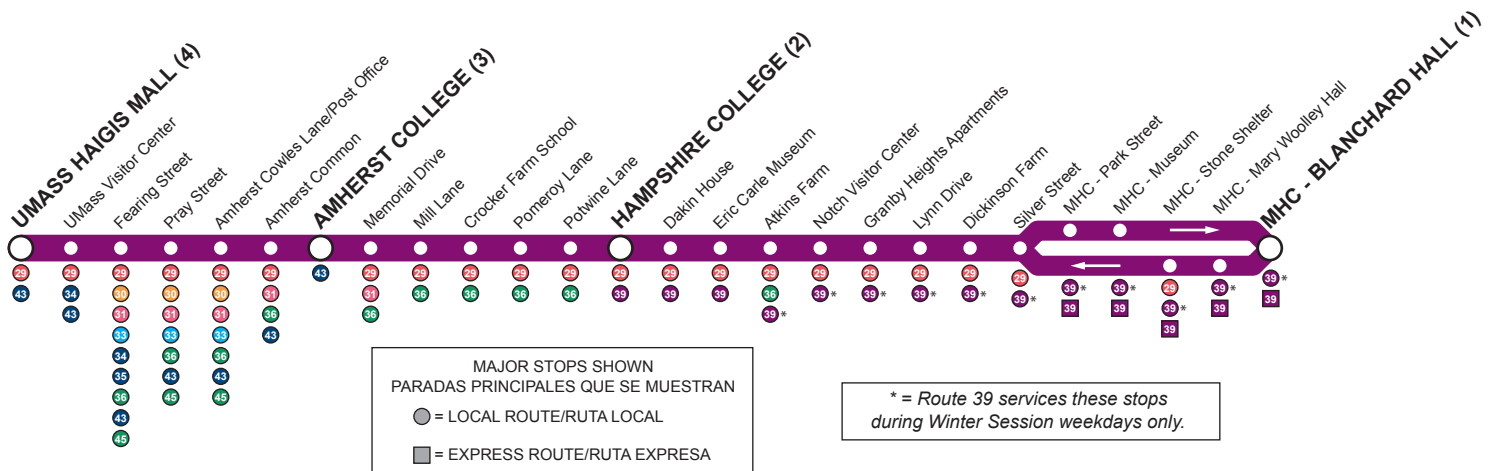 UMASS HAIGIS MALL (4)
UMass Visitor Center
Fearing Street
Pray Street
Amherst Cowles Lane/Post Office
Amherst Common
AMHERST COLLEGE (3)
Memorial Drive
Mill Lane
Crocker Farm School
Pomeroy Lane
Potwine Lane
HAMPSHIRE COLLEGE (2)
Dakin House
Eric Carle Museum
Atkins Farm
Notch Visitor Center
Granby Heights Apartments
Lynn Drive
Dickinson Farm
Silver Street
MHC - Park Street
MHC - Museum
MHC - Stone Shelter
MHC - Mary Woolley Hall
MHC - BLANCHARD HALL (1)
29
43
29
34
43
29
30
31
33
34
35
36
43
45
29
30
31
33
36
43
45
29
30
31
33
36
43
45
29
31
36
43
43
29
31
36
29
36
29
36
29
36
29
36
29
39
29
39
29
39
29
36
39 *
29
39 *
29
39 *
29
39 *
29
39 *
29
39 *
39 *
39
39 *
39
29
39 *
39
39 *
39
39 *
39
MAJOR STOPS SHOWN
PARADAS PRINCIPALES QUE SE MUESTRAN
= LOCAL ROUTE/RUTA LOCAL
= EXPRESS ROUTE/RUTA EXPRESA
* = Route 39 services these stops
during Winter Session weekdays only.